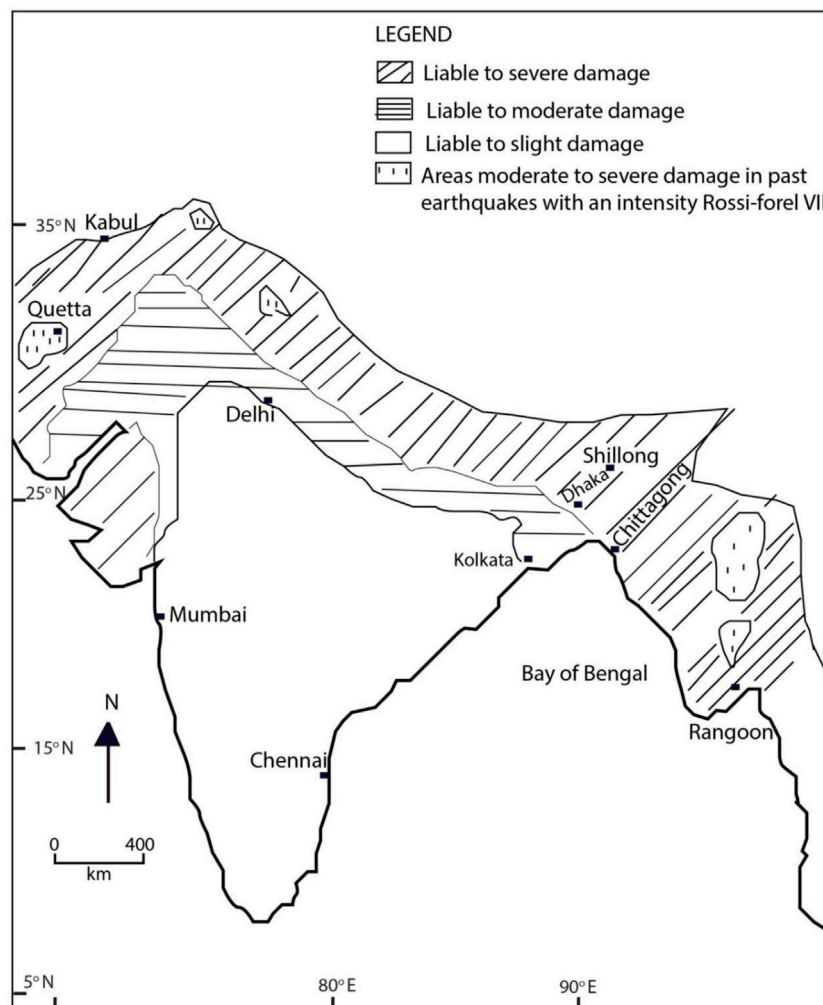 LEGEND
Liable to severe damage
Liable to moderate damage
Liable to slight damage
Areas moderate to severe damage in past
earthquakes with an intensity Rossi-forel VII
35°N
Kabul
Quetta
Delhi
Shillong
Dhaka
Chittagong
25°N
Kolkata
Mumbai
Bay of Bengal
Rangoon
N
15°N
Chennai
0 400
km
5°N
80°E
90°E